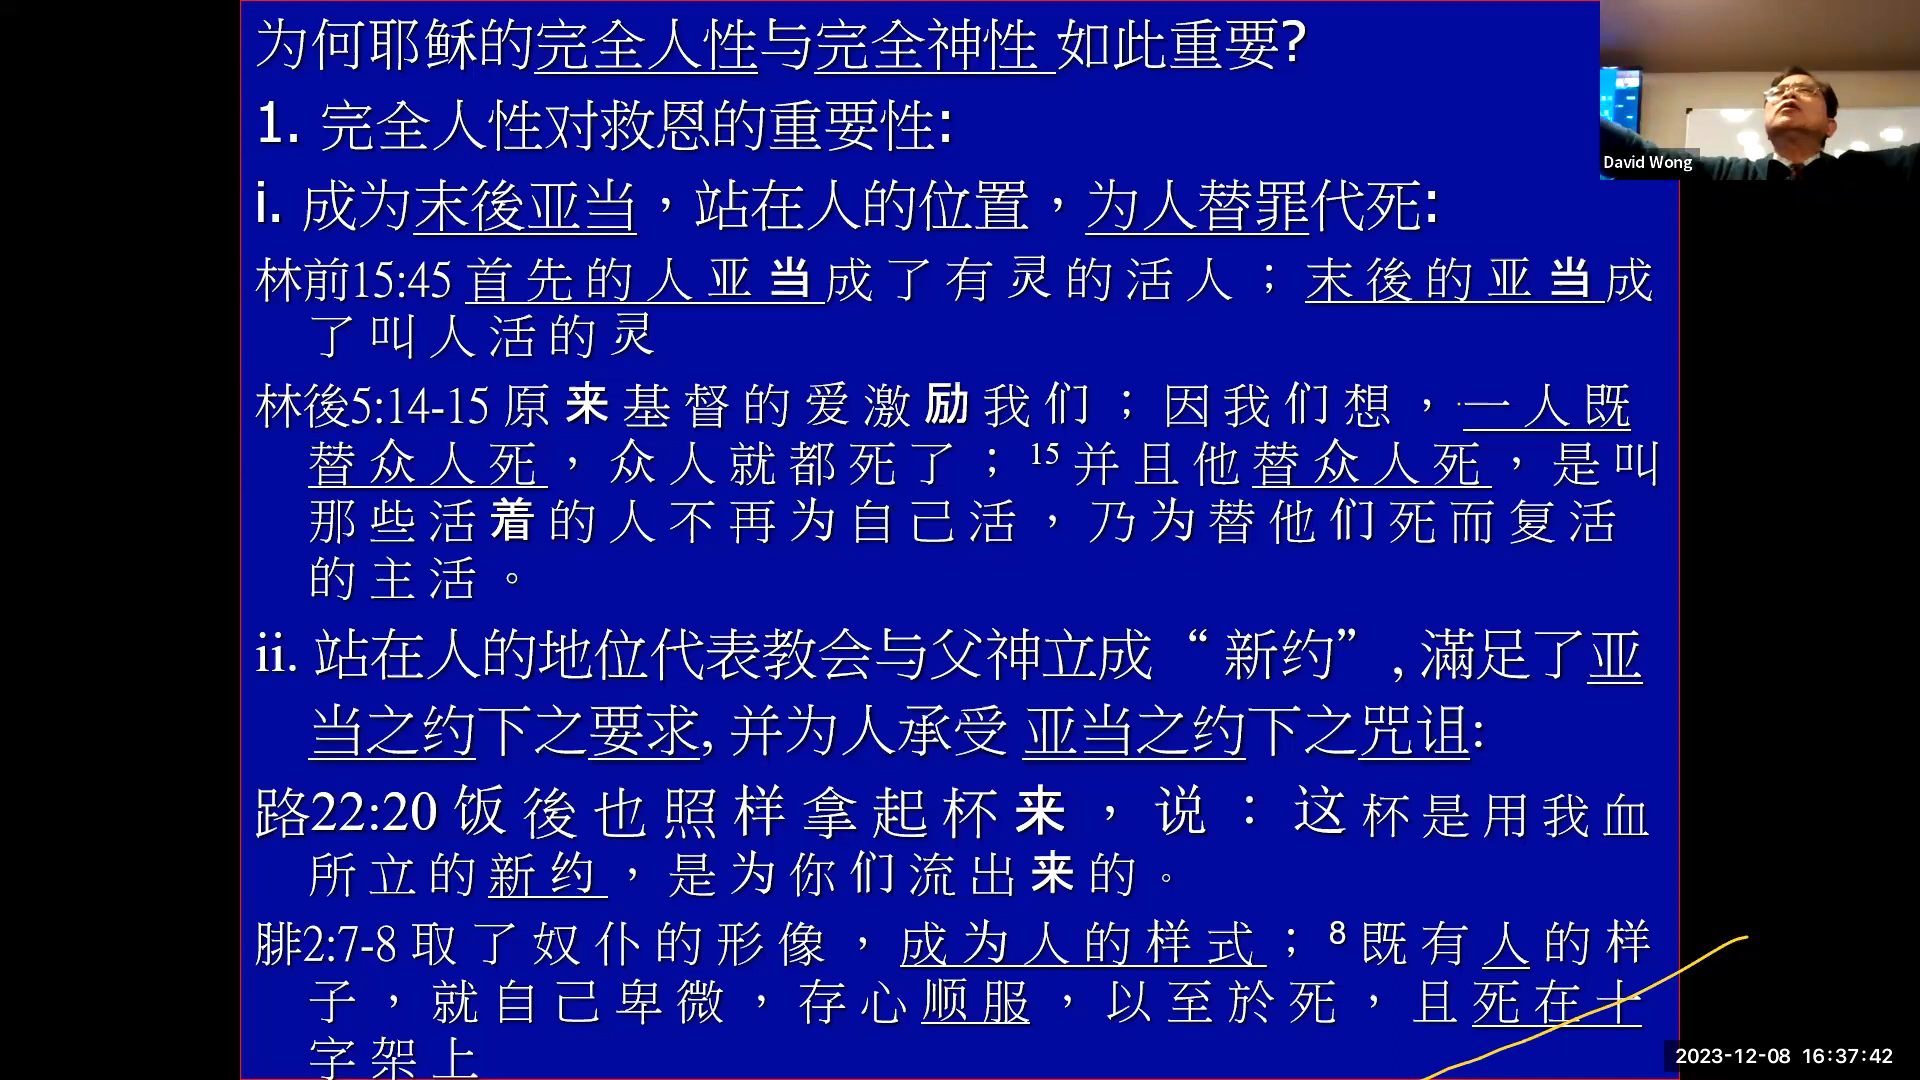 为何耶稣的完全人性与完全神性 如此重要?
1. 完全人性对救恩的重要性:
i. 成为末後亚当，站在人的位置，为人替罪代死:
林前15:45 首 先 的 人 亚 当 成 了 有 灵 的 活 人 ； 末 後 的 亚 当 成
了 叫 人 活 的 灵
林後5:14-15 原 来 基 督 的 爱 激 励 我 们 ； 因 我 们 想 ， 一 人 既
替 众 人 死 ， 众 人 就 都 死 了 ； 15 并 且 他 替 众 人 死 ， 是 叫
那 些 活 着 的 人 不 再 为 自 己 活 ， 乃 为 替 他 们 死 而 复 活
的 主 活 。
ii. 站在人的地位代表教会与父神立成“ 新约”, 滿足了亚
当之约下之要求, 并为人承受 亚当之约下之咒诅:
路22:20 饭 後 也 照 样 拿 起 杯 来 ， 说 ： 这 杯 是 用 我 血
所 立 的 新 约 ， 是 为 你 们 流 出 来 的 。
腓2:7-8 取 了 奴 仆 的 形 像 ， 成 为 人 的 样 式 ； 8 既 有 人 的 样
子 ， 就 自 己 卑 微 ， 存 心 顺 服 ， 以 至 於 死 ， 且 死 在 十
字 架 上
David Wong
2023-12-08 16:37:42